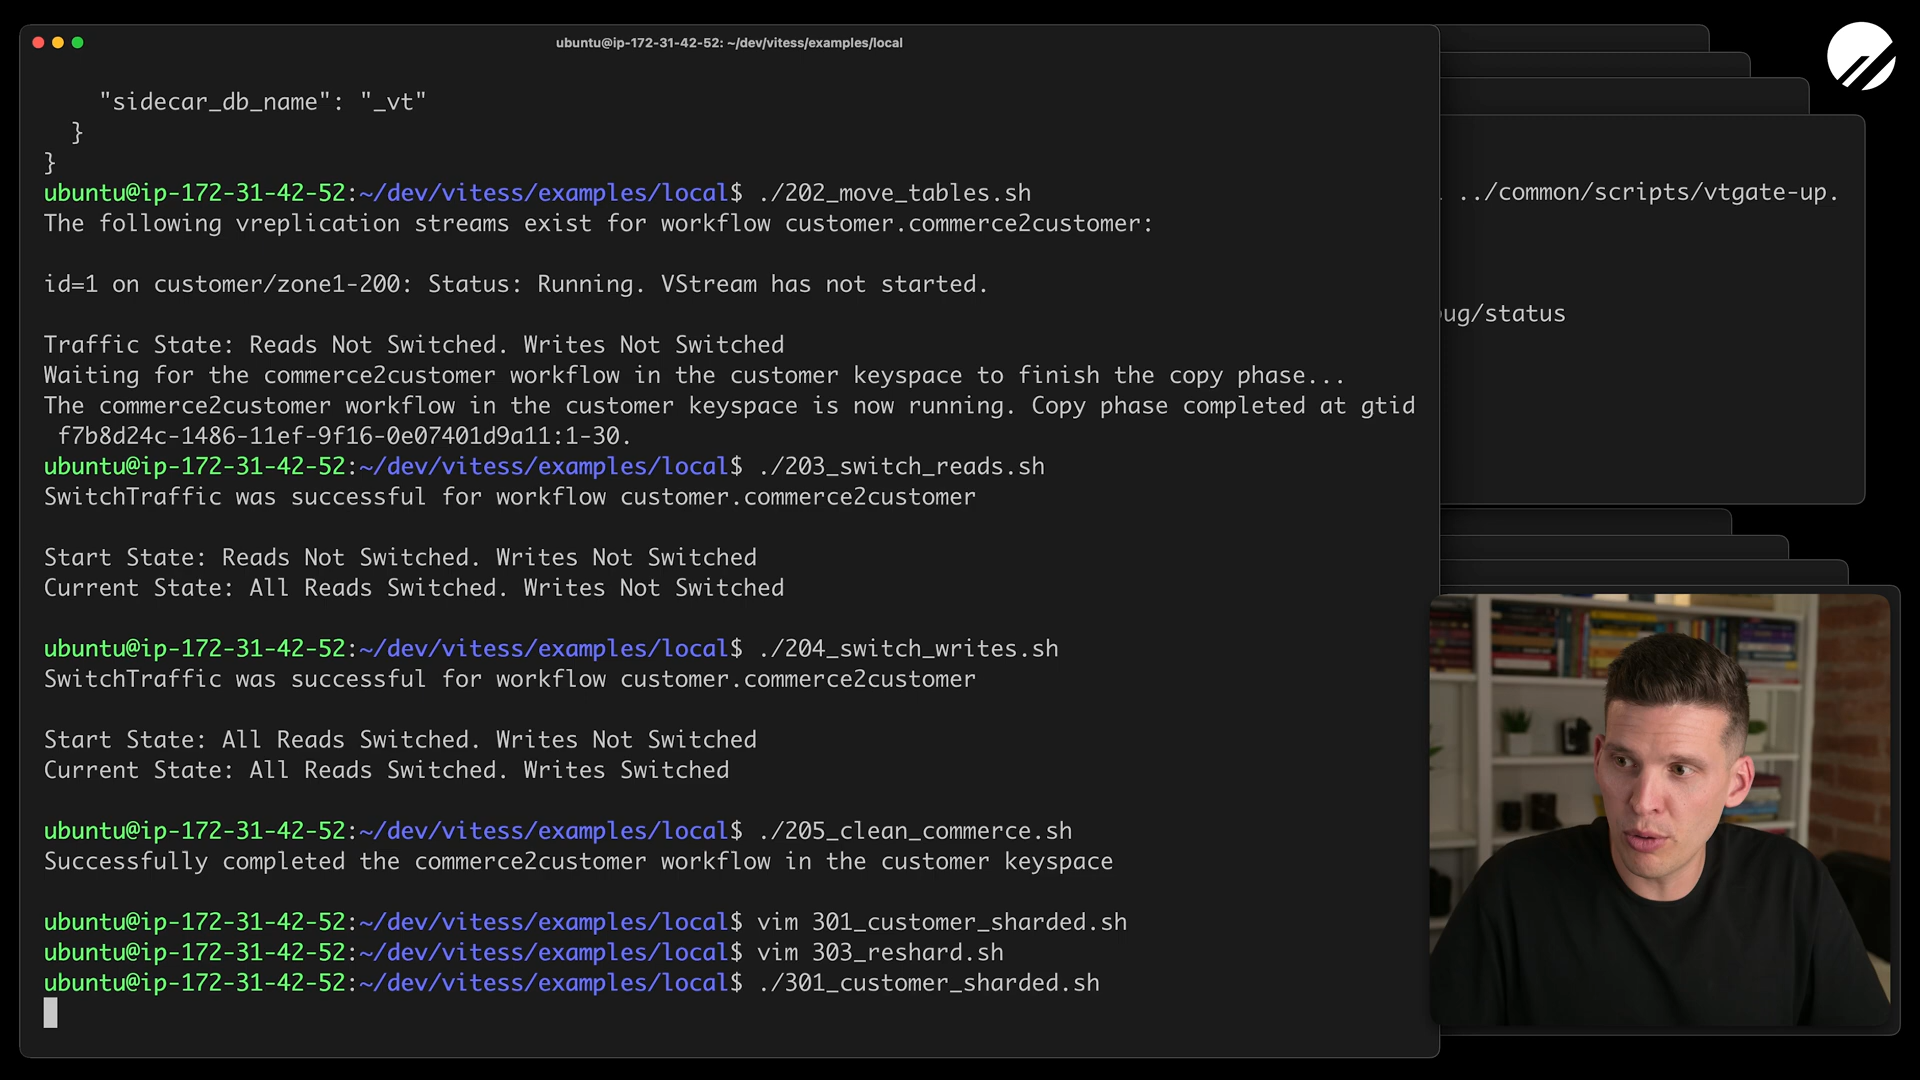 ubuntu@ip-172-31-42-52: ~/dev/vitess/examples/local
"sidecar_db_name": "_vt"
}
}
ubuntu@ip-172-31-42-52:~/dev/vitess/examples/local$ ./202_move_tables.sh
The following vreplication streams exist for workflow customer.commerce2customer:
id=1 on customer/zone1-200: Status: Running. VStream has not started.
Traffic State: Reads Not Switched. Writes Not Switched
Waiting for the commerce2customer workflow in the customer keyspace to finish the copy phase...
The commerce2customer workflow in the customer keyspace is now running. Copy phase completed at gtid
f7b8d24c-1486-11ef-9f16-0e07401d9a11:1-30.
ubuntu@ip-172-31-42-52:~/dev/vitess/examples/local$ ./203_switch_reads.sh
SwitchTraffic was successful for workflow customer.commerce2customer
Start State: Reads Not Switched. Writes Not Switched
Current State: All Reads Switched. Writes Not Switched
ubuntu@ip-172-31-42-52:~/dev/vitess/examples/local$ ./204_switch_writes.sh
SwitchTraffic was successful for workflow customer.commerce2customer
Start State: All Reads Switched. Writes Not Switched
Current State: All Reads Switched. Writes Switched
ubuntu@ip-172-31-42-52:~/dev/vitess/examples/local$ ./205_clean_commerce.sh
Successfully completed the commerce2customer workflow in the customer keyspace
ubuntu@ip-172-31-42-52:~/dev/vitess/examples/local$ vim 301_customer_sharded.sh
ubuntu@ip-172-31-42-52:~/dev/vitess/examples/local$ vim 303_reshard.sh
ubuntu@ip-172-31-42-52:~/dev/vitess/examples/local$ ./301_customer_sharded.sh
../common/scripts/vtgate-up.
ug/status